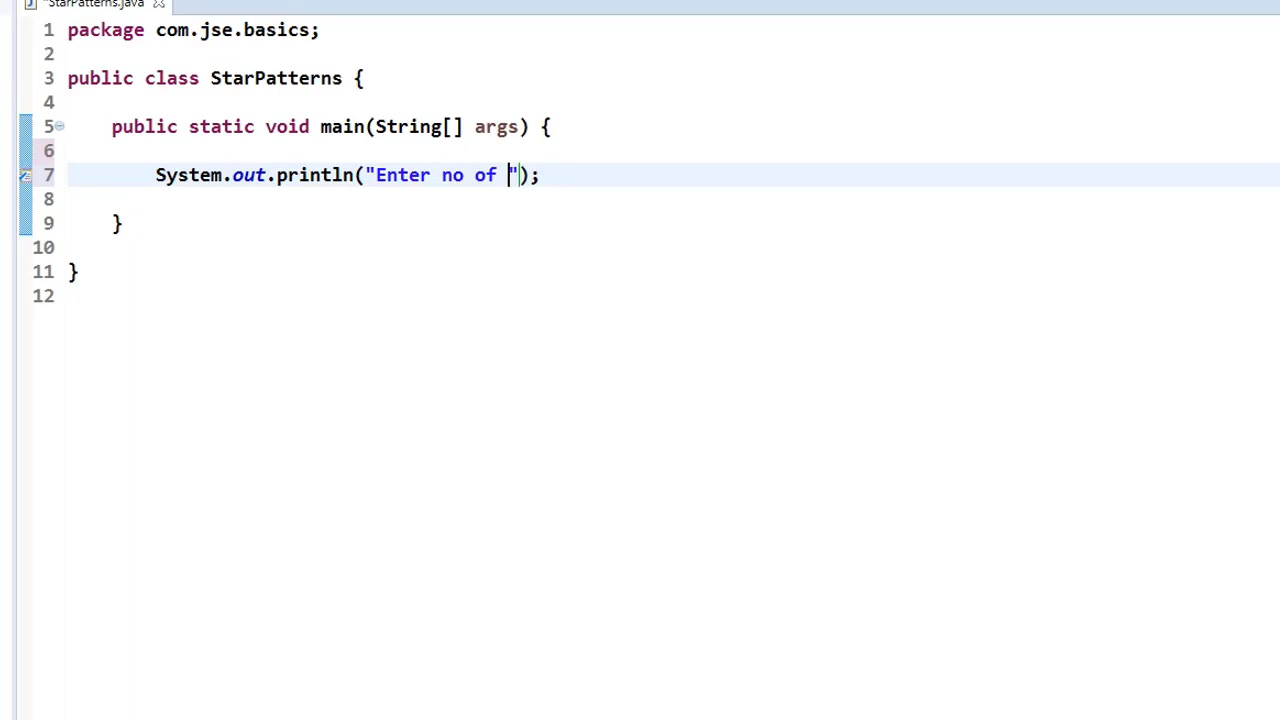 *StarPatterns.java
1 package com.jse.basics;
2
3 public class StarPatterns {
4
5 public static void main(String[] args) {
6
7 System.out.println("Enter no of ");
8
9 }
10
11 }
12